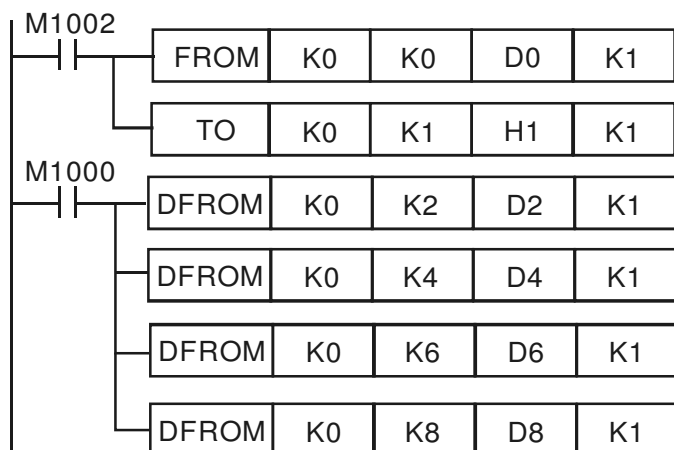 M1002
FROM K0 K0 D0 K1
TO K0 K1 H1 K1
M1000
DFROM K0 K2 D2 K1
DFROM K0 K4 D4 K1
DFROM K0 K6 D6 K1
DFROM K0 K8 D8 K1